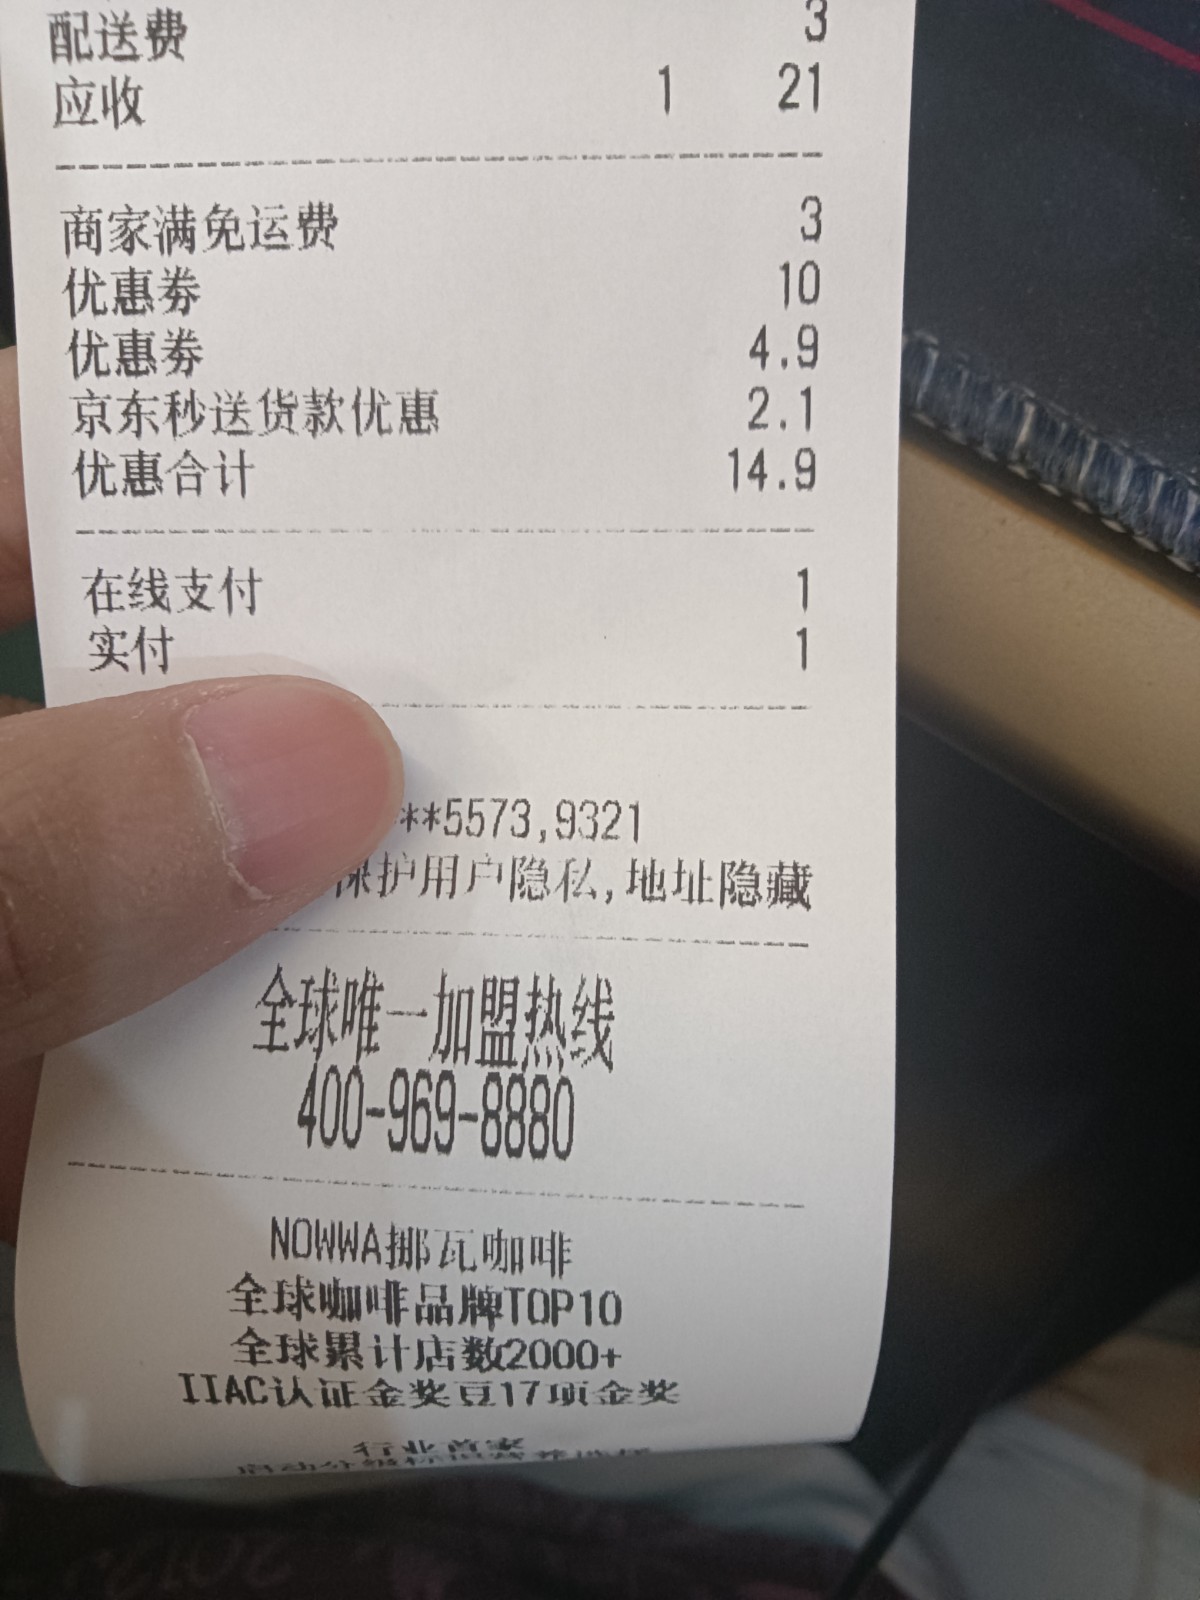 配送费 3
应收 1 21
商家满免运费 3
优惠券 10
优惠券 4.9
京东秒送货款优惠 2.1
优惠合计 14.9
在线支付 1
实付 1
**5573,9321
保护用户隐私,地址隐藏
全球唯一加盟热线
400-969-8880
NOWWA挪瓦咖啡
全球咖啡品牌TOP10
全球累计店数2000+
IIAC认证金奖豆17项金奖
行业首家